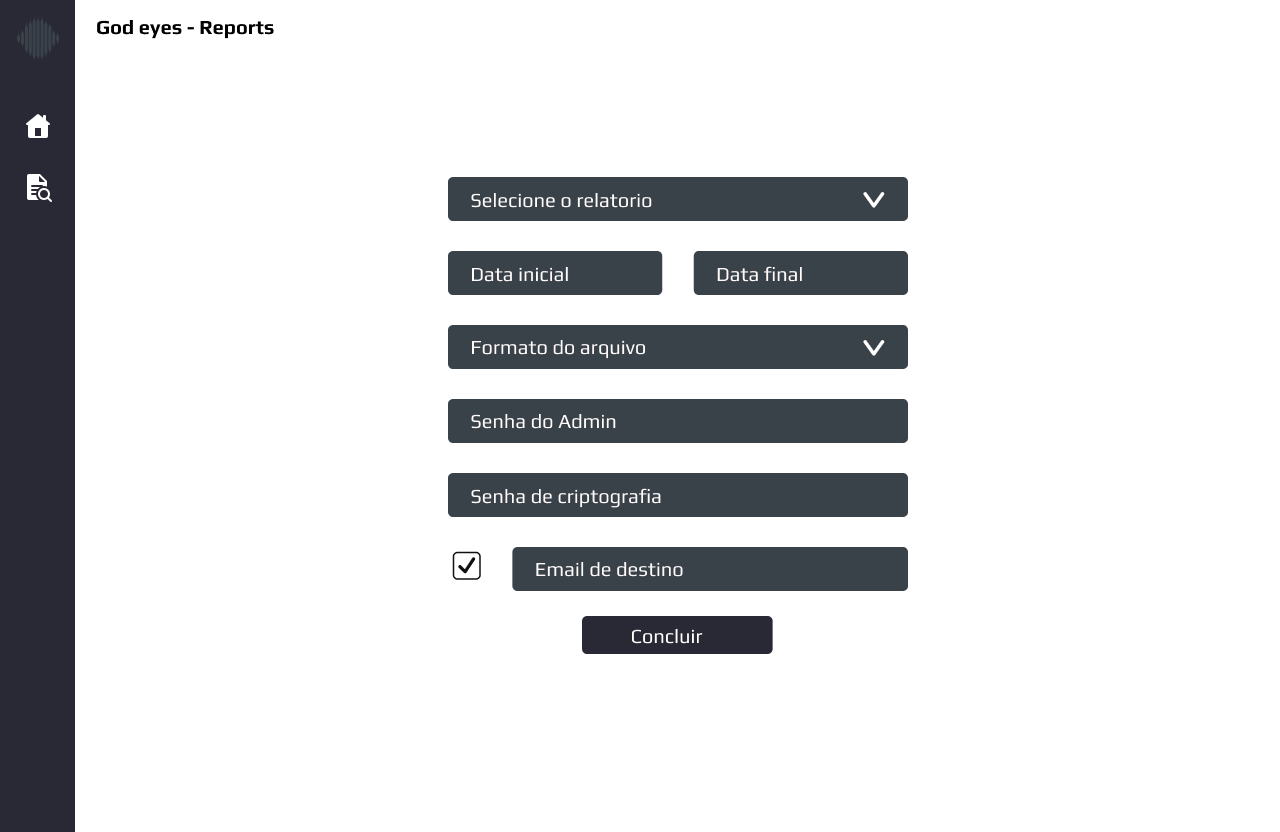 God eyes - Reports
Selecione o relatorio
Data inicial
Data final
Formato do arquivo
Senha do Admin
Senha de criptografia
Email de destino
Concluir